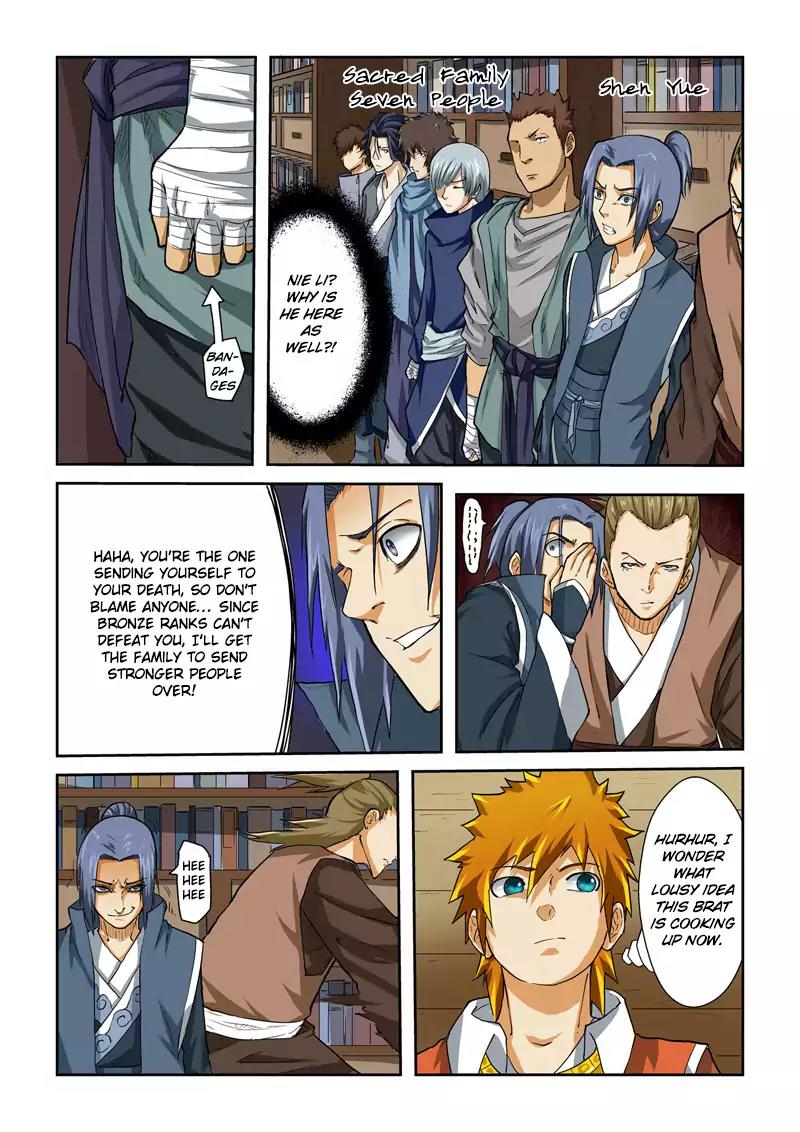 BAN-
DA-
GES
Sacred Family
Seven People
Shen Yue
NIE LI?
WHY IS
HE HERE
AS
WELL?!
HAHA, YOU'RE THE ONE
SENDING YOURSELF TO
YOUR DEATH, SO DON'T
BLAME ANYONE... SINCE
BRONZE RANKS CAN'T
DEFEAT YOU, I'LL GET
THE FAMILY TO SEND
STRONGER PEOPLE
OVER!
HEE
HEE
HEE
HURHUR, I
WONDER
WHAT
LOUSY IDEA
THIS BRAT
IS COOKING
UP NOW.